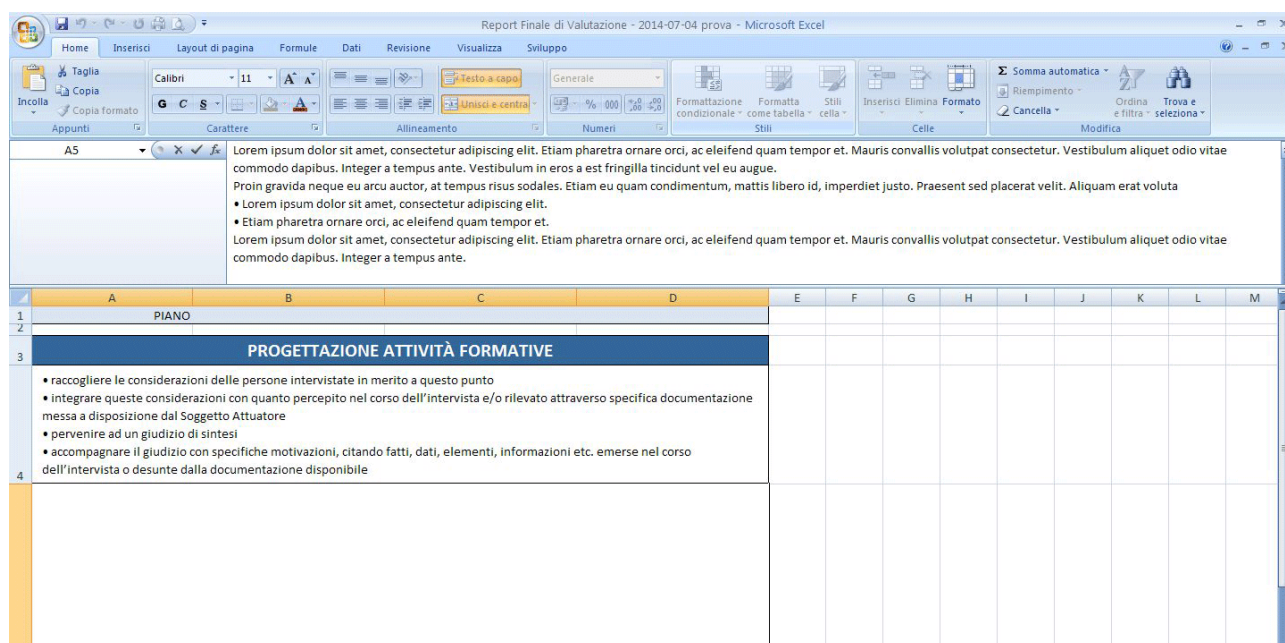 Report Finale di Valutazione - 2014-07-04 prova - Microsoft Excel
Home Inserisci Layout di pagina Formule Dati Revisione Visualizza Sviluppo
Incolla
Taglia
Copia
Copia formato
Appunti
Calibri 11 A A
G C S A
Carattere
Testo a capo
Unisci e centra
Allineamento
Generale
% 000 ,00 ,0 ,0 ,00
Numeri
Formattazione condizionale
Formatta come tabella
Stili cella
Stili
Inserisci Elimina Formato
Celle
Σ Somma automatica
Riempimento
Cancella
Ordina e filtra
Trova e seleziona
Modifica
A5 fx Lorem ipsum dolor sit amet, consectetur adipiscing elit. Etiam pharetra ornare orci, ac eleifend quam tempor et. Mauris convallis volutpat consectetur. Vestibulum aliquet odio vitae
commodo dapibus. Integer a tempus ante. Vestibulum in eros a est fringilla tincidunt vel eu augue.
Proin gravida neque eu arcu auctor, at tempus risus sodales. Etiam eu quam condimentum, mattis libero id, imperdiet justo. Praesent sed placerat velit. Aliquam erat voluta
• Lorem ipsum dolor sit amet, consectetur adipiscing elit.
• Etiam pharetra ornare orci, ac eleifend quam tempor et.
Lorem ipsum dolor sit amet, consectetur adipiscing elit. Etiam pharetra ornare orci, ac eleifend quam tempor et. Mauris convallis volutpat consectetur. Vestibulum aliquet odio vitae
commodo dapibus. Integer a tempus ante.
A B C D E F G H I J K L M
1 PIANO
2
3 PROGETTAZIONE ATTIVITÀ FORMATIVE
• raccogliere le considerazioni delle persone intervistate in merito a questo punto
• integrare queste considerazioni con quanto percepito nel corso dell'intervista e/o rilevato attraverso specifica documentazione
messa a disposizione dal Soggetto Attuatore
• pervenire ad un giudizio di sintesi
• accompagnare il giudizio con specifiche motivazioni, citando fatti, dati, elementi, informazioni etc. emerse nel corso
4 dell'intervista o desunte dalla documentazione disponibile